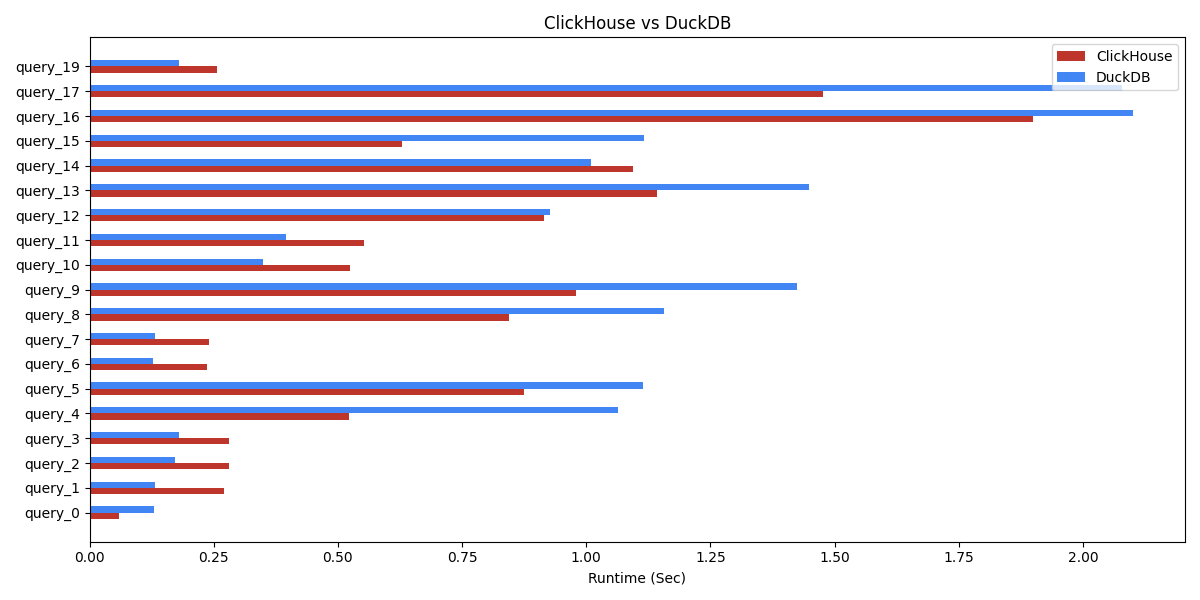 ClickHouse vs DuckDB
ClickHouse
DuckDB
query_19
query_17
query_16
query_15
query_14
query_13
query_12
query_11
query_10
query_9
query_8
query_7
query_6
query_5
query_4
query_3
query_2
query_1
query_0
0.00 0.25 0.50 0.75 1.00 1.25 1.50 1.75 2.00
Runtime (Sec)